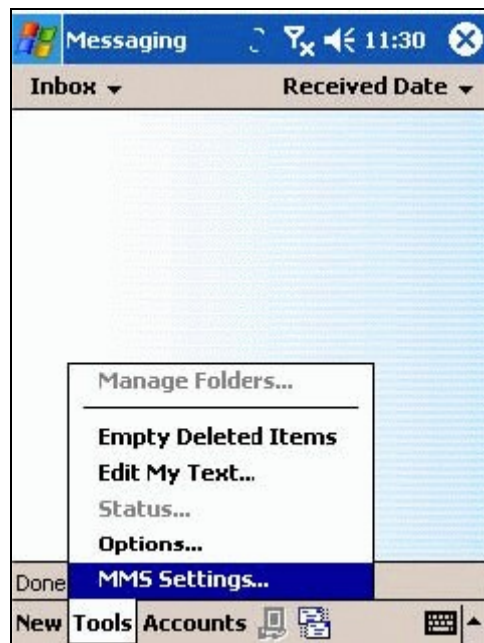 Messaging 11:30
Inbox Received Date
Manage Folders...
Empty Deleted Items
Edit My Text...
Status...
Options...
MMS Settings...
Done
New Tools Accounts